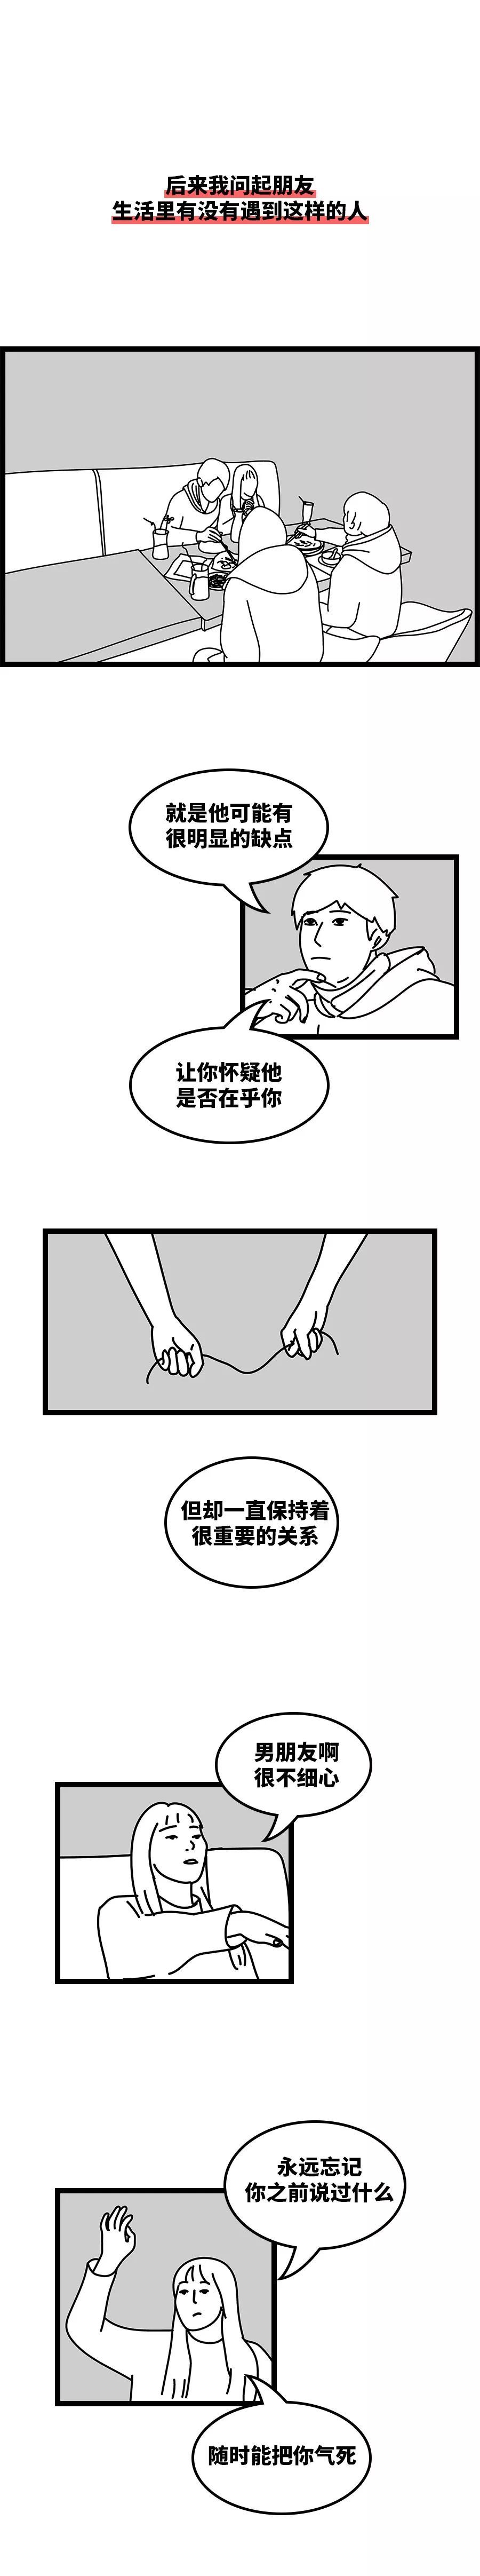 后来我问起朋友
生活里有没有遇到这样的人
就是他可能有
很明显的缺点
让你怀疑他
是否在乎你
但却一直保持着
很重要的关系
男朋友啊
很不细心
永远忘记
你之前说过什么
随时能把你气死